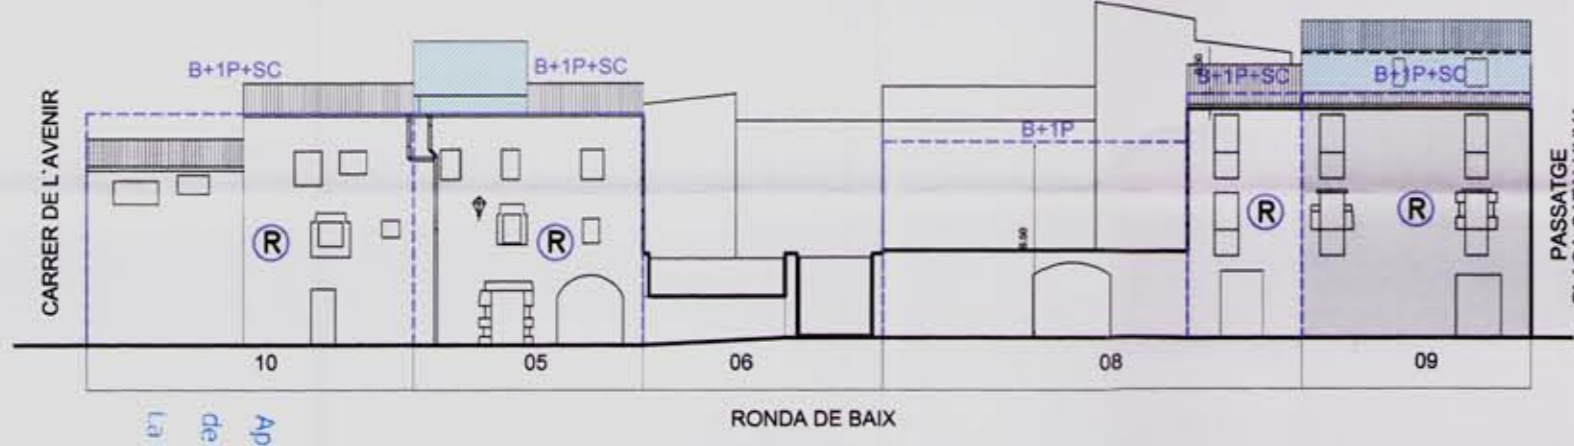 B+1P+SC
B+1P+SC
B+1P+SC
B+1P+SC
B+1P
CARRER DE L'AVENIR
R
R
R
R
PASSATGE
10
05
06
08
09
RONDA DE BAIX
Ap
de
La